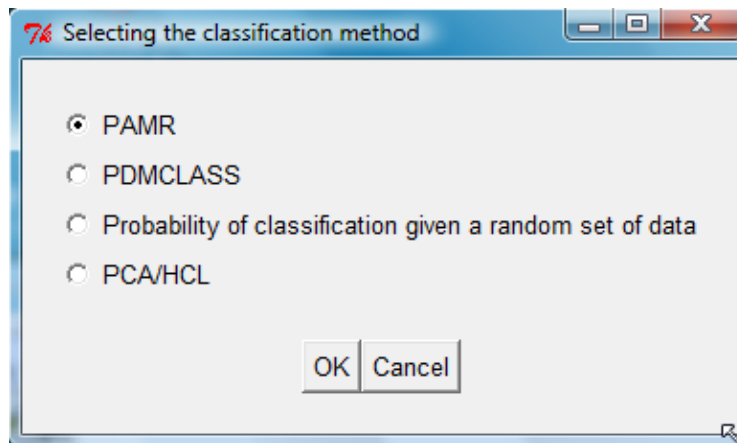 Selecting the classification method
PAMR
PDMCLASS
Probability of classification given a random set of data
PCA/HCL
OK Cancel